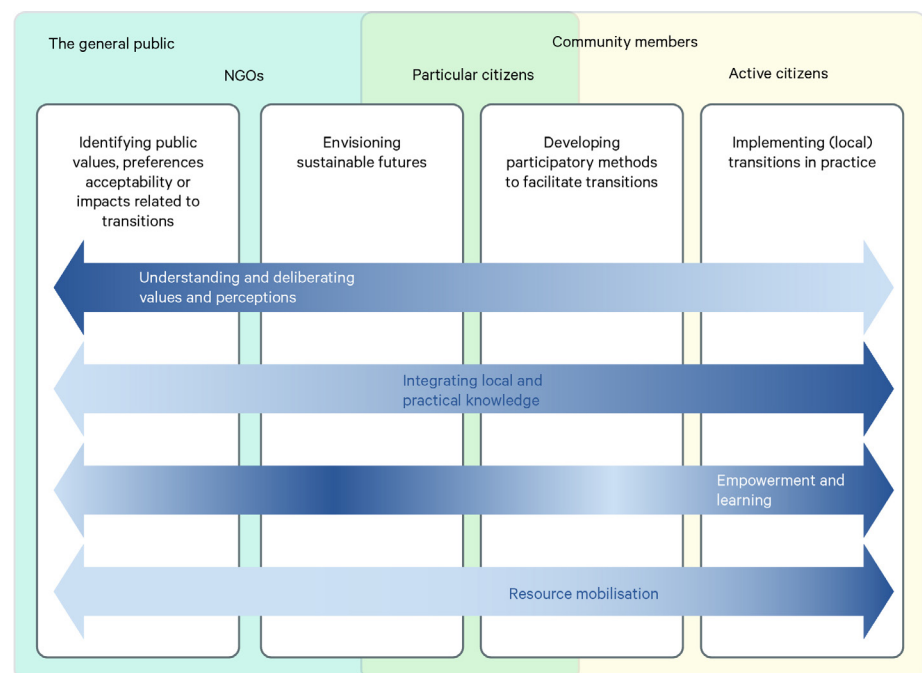 The general public
Community members
NGOs
Particular citizens
Active citizens
Identifying public
values, preferences
acceptability or
impacts related to
transitions
Envisioning
sustainable futures
Developing
participatory methods
to facilitate transitions
Implementing (local)
transitions in practice
Understanding and deliberating
values and perceptions
Integrating local and
practical knowledge
Empowerment and
learning
Resource mobilisation